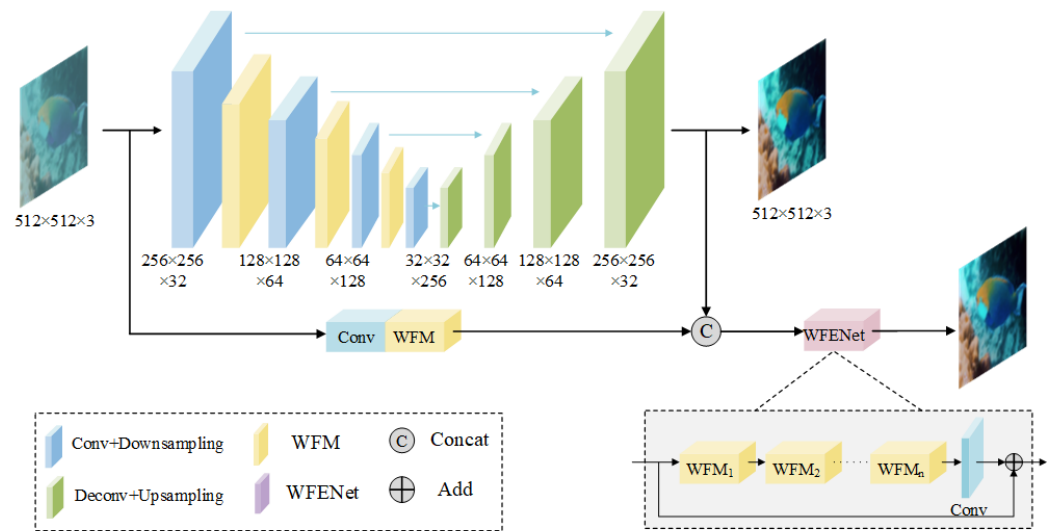 512×512×3
256×256
×32
128×128
×64
64×64
×128
32×32
×256
64×64
×128
128×128
×64
256×256
×32
512×512×3
Conv
WFM
C
WFENet
Conv+Downsampling
WFM
C
Concat
Deconv+Upsampling
WFENet
Add
WFM₁
WFM₂
......
WFMₙ
Conv